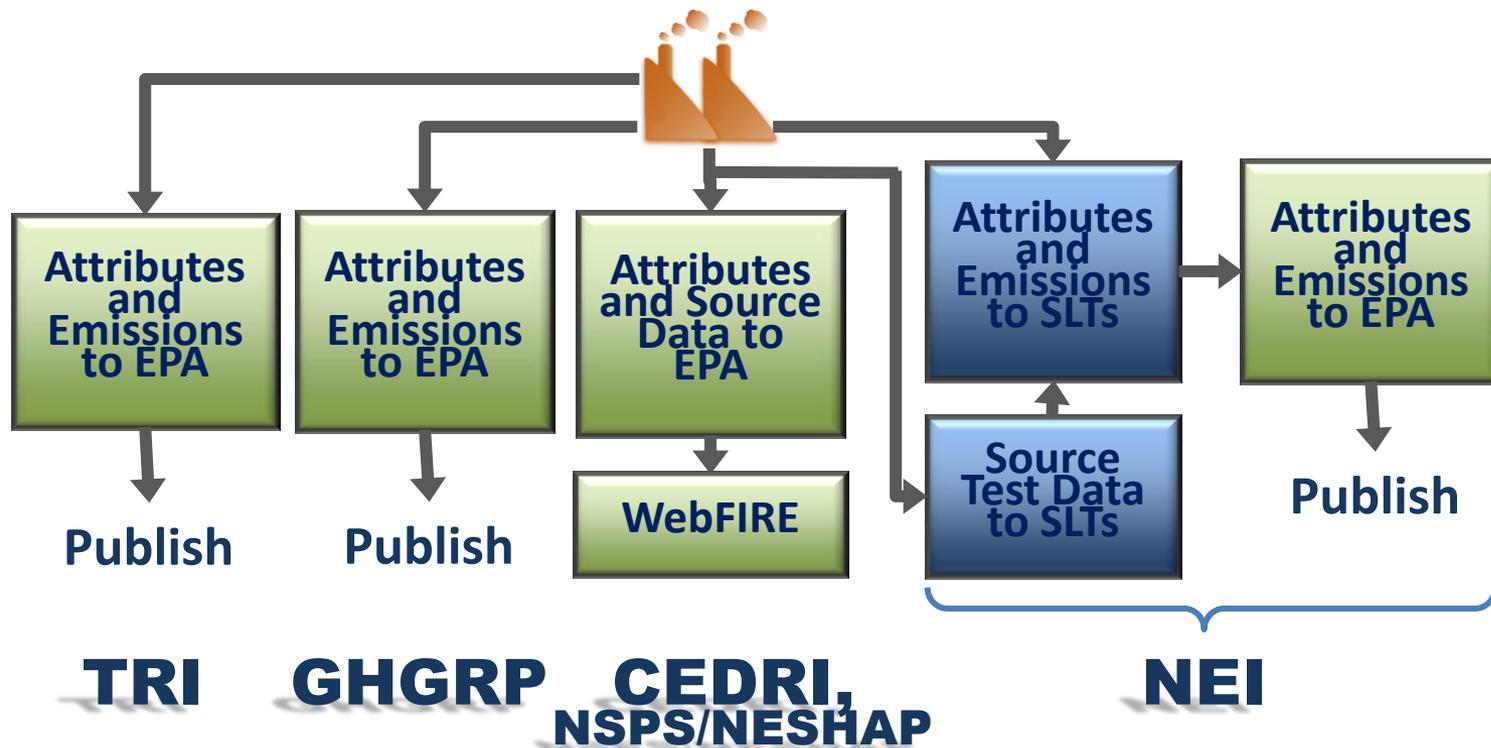 Attributes
and
Emissions
to EPA
Publish
Attributes
and
Emissions
to EPA
Publish
Attributes
and Source
Data to
EPA
WebFIRE
Attributes
and
Emissions
to SLTs
Source
Test Data
to SLTs
Attributes
and
Emissions
to EPA
Publish
TRI
GHGRP
CEDRI,
NSPS/NESHAP
NEI